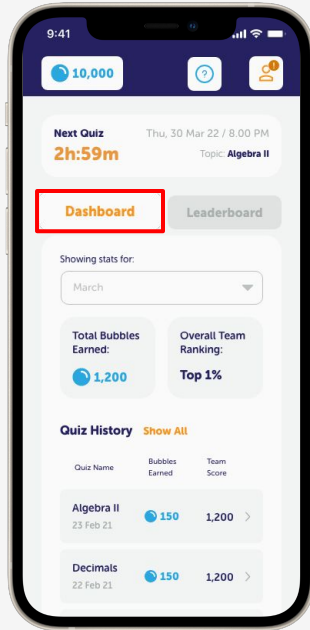 9:41
10,000
?
!
Next Quiz Thu, 30 Mar 22 / 8.00 PM
2h:59m Topic: Algebra II
Dashboard Leaderboard
Showing stats for:
March
Total Bubbles Earned:
1,200
Overall Team Ranking:
Top 1%
Quiz History Show All
Quiz Name Bubbles Earned Team Score
Algebra II 150 1,200
23 Feb 21
Decimals 150 1,200
22 Feb 21